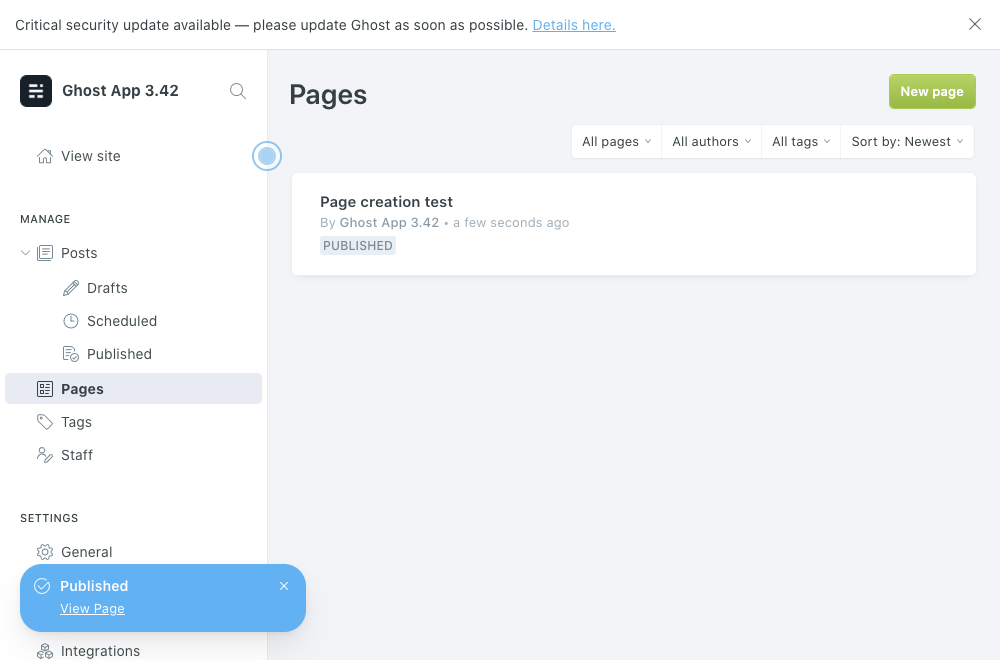 Critical security update available — please update Ghost as soon as possible. Details here.
Ghost App 3.42
View site
MANAGE
Posts
Drafts
Scheduled
Published
Pages
Tags
Staff
SETTINGS
General
Published
View Page
Integrations
Pages
New page
All pages
All authors
All tags
Sort by: Newest
Page creation test
By Ghost App 3.42 • a few seconds ago
PUBLISHED